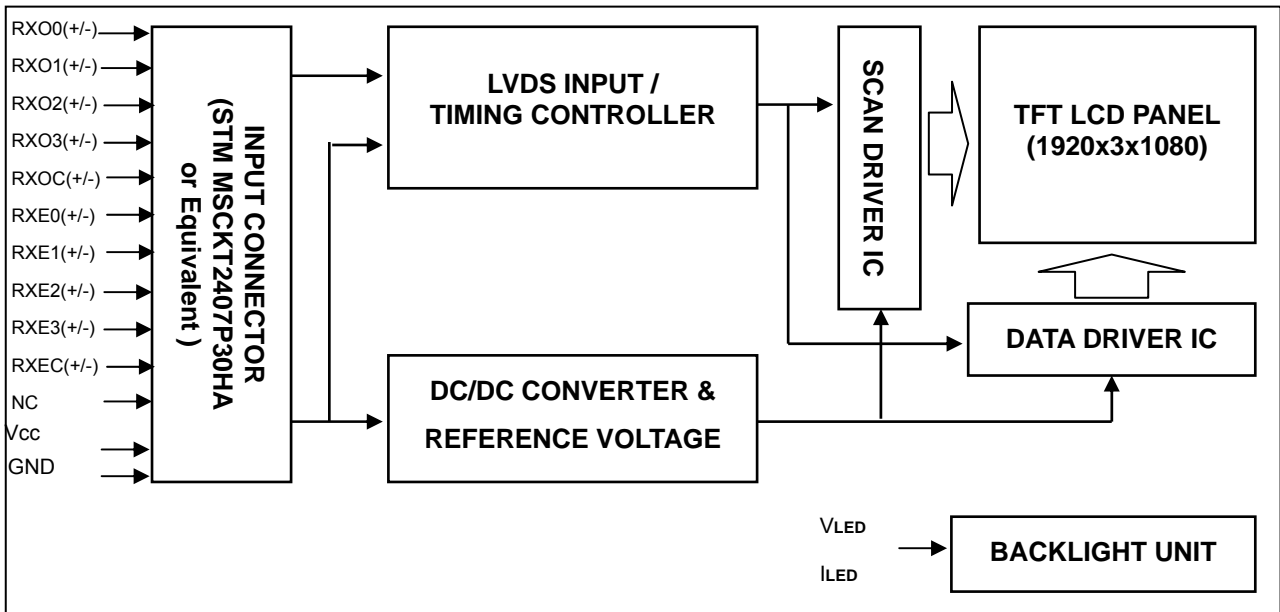 RXO0(+/-)
RXO1(+/-)
RXO2(+/-)
RXO3(+/-)
RXOC(+/-)
RXE0(+/-)
RXE1(+/-)
RXE2(+/-)
RXE3(+/-)
RXEC(+/-)
NC
Vcc
GND
INPUT CONNECTOR
(STM MSCKT2407P30HA
or Equivalent )
LVDS INPUT /
TIMING CONTROLLER
DC/DC CONVERTER &
REFERENCE VOLTAGE
SCAN DRIVER IC
TFT LCD PANEL
(1920x3x1080)
DATA DRIVER IC
VLED
ILED
BACKLIGHT UNIT